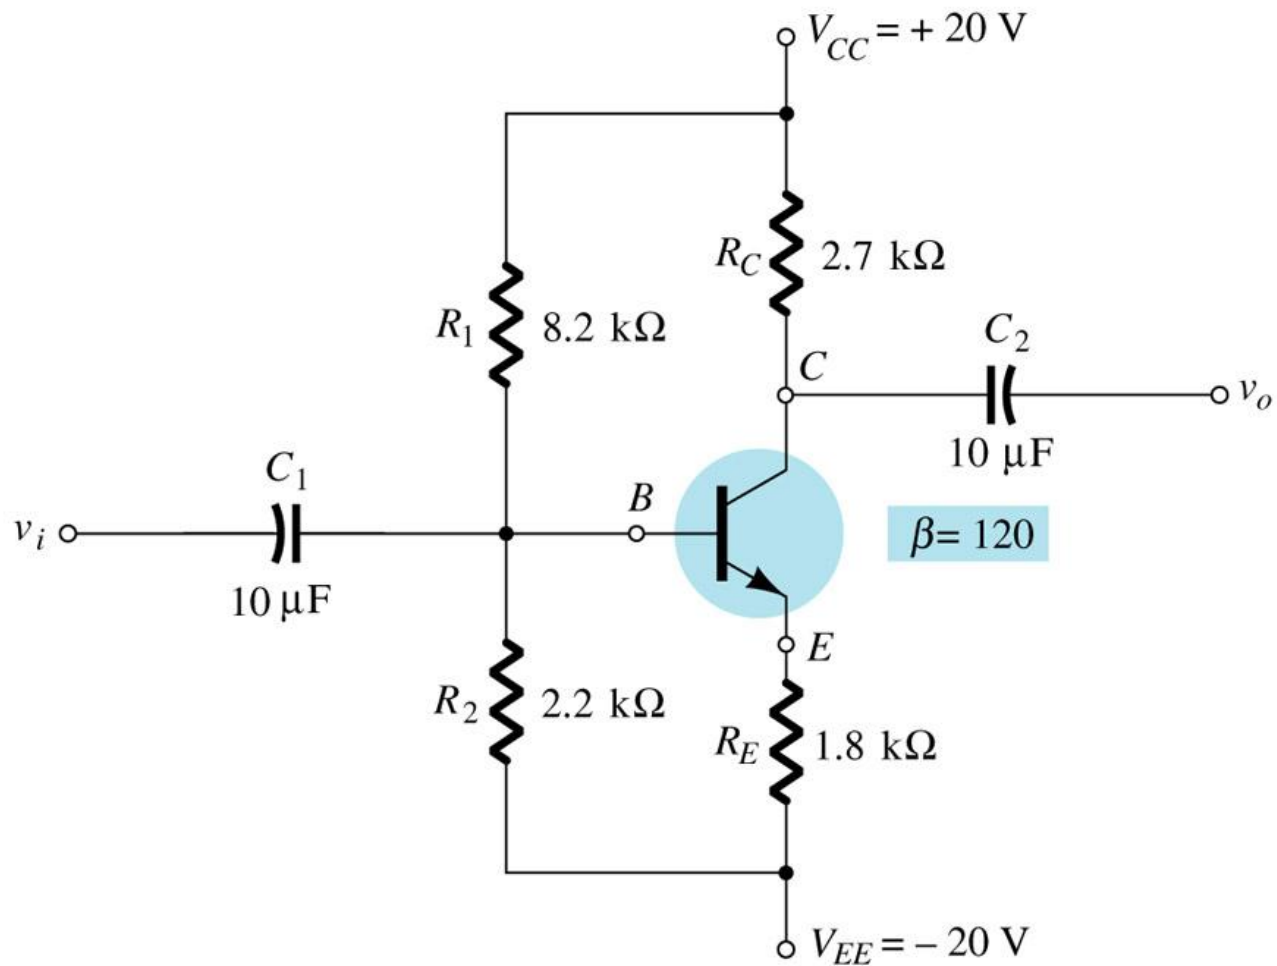 V_CC = + 20 V
R_C 2.7 kΩ
R_1 8.2 kΩ
C_2
C
v_o
10 μF
C_1
B
v_i
β= 120
10 μF
E
R_2 2.2 kΩ
R_E 1.8 kΩ
V_EE = – 20 V